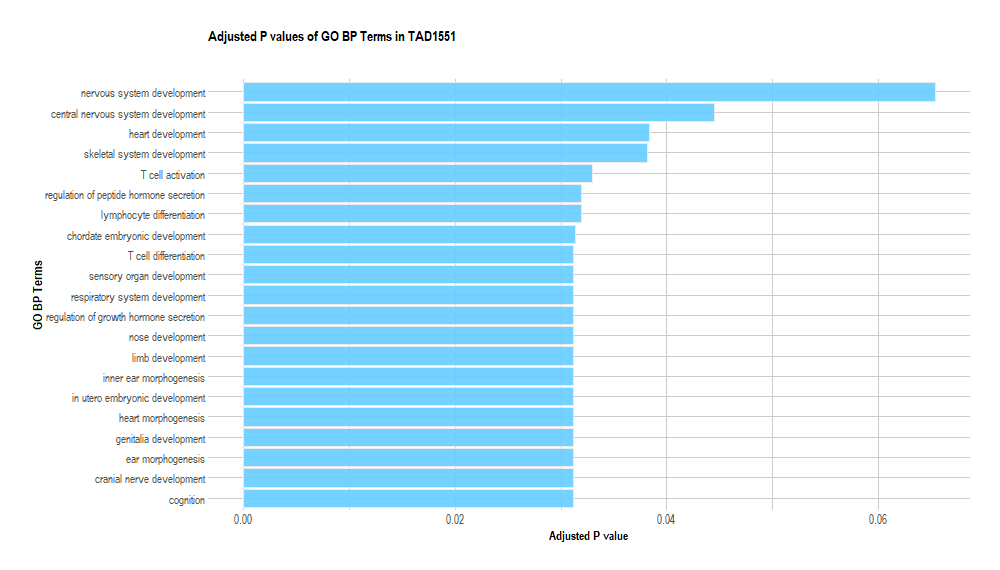 Adjusted P values of GO BP Terms in TAD1551
nervous system development
central nervous system development
heart development
skeletal system development
T cell activation
regulation of peptide hormone secretion
lymphocyte differentiation
chordate embryonic development
T cell differentiation
sensory organ development
respiratory system development
regulation of growth hormone secretion
nose development
limb development
inner ear morphogenesis
in utero embryonic development
heart morphogenesis
genitalia development
ear morphogenesis
cranial nerve development
cognition
GO BP Terms
0.00 0.02 0.04 0.06
Adjusted P value